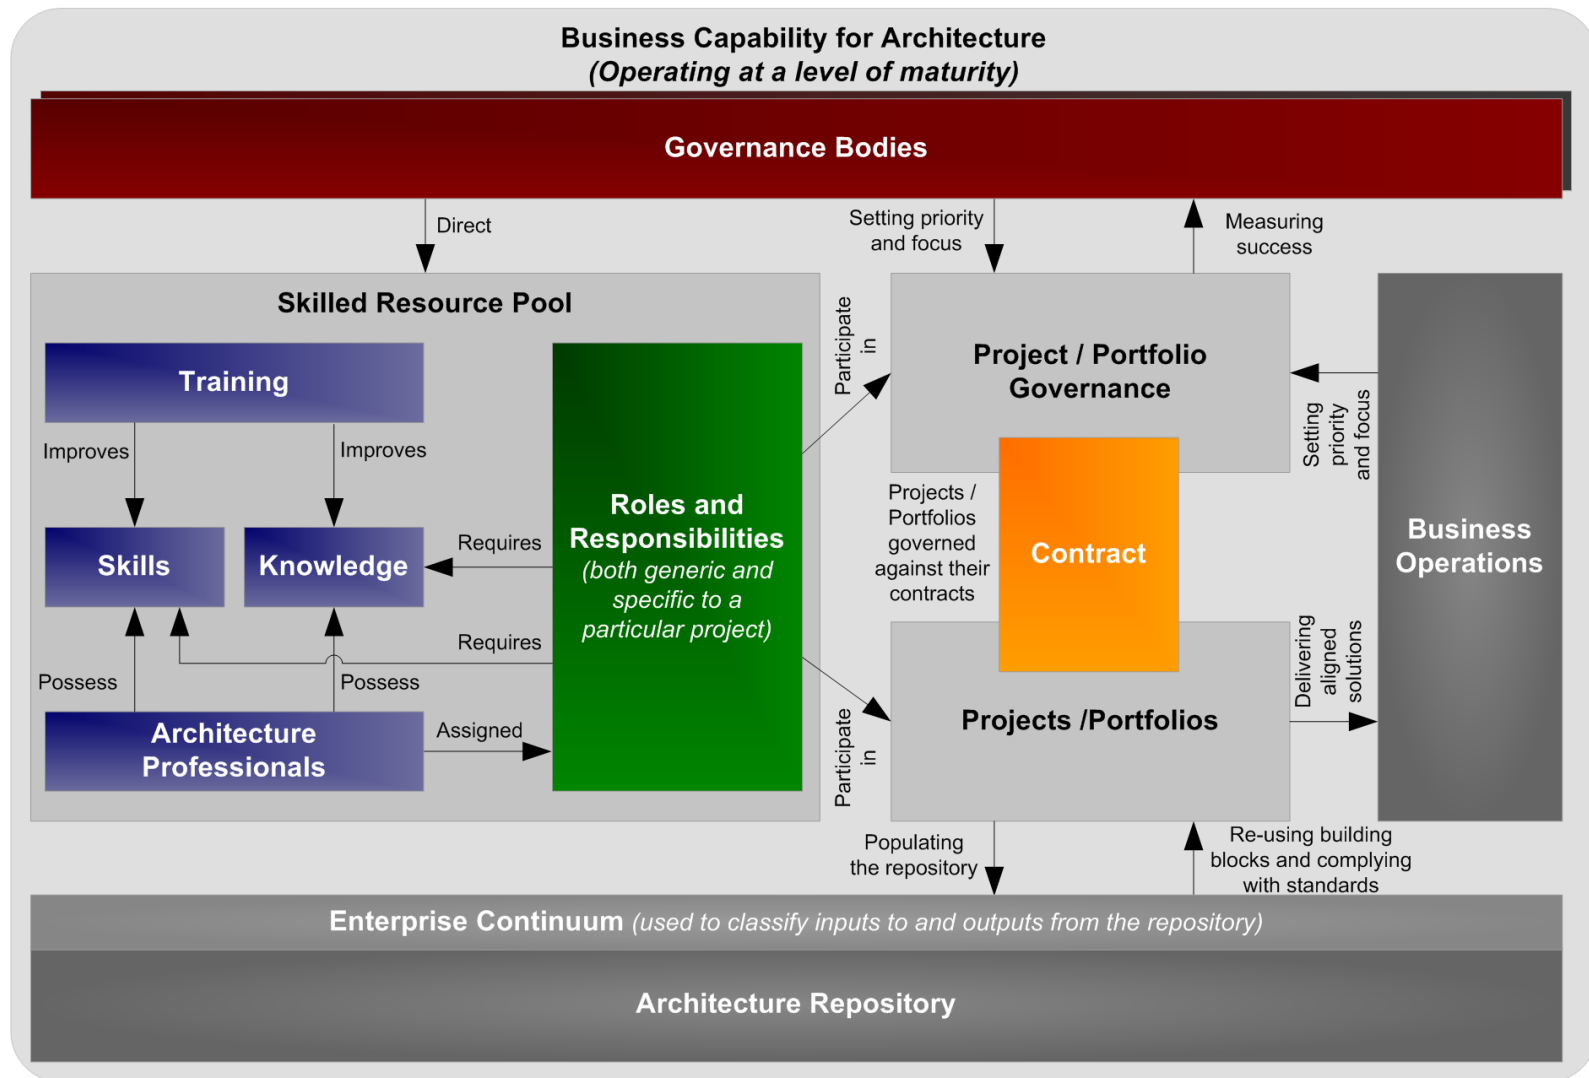 Business Capability for Architecture
(Operating at a level of maturity)
Governance Bodies
Direct
Setting priority
and focus
Measuring
success
Skilled Resource Pool
Training
Improves
Improves
Skills
Knowledge
Requires
Requires
Possess
Possess
Architecture
Professionals
Assigned
Roles and
Responsibilities
(both generic and
specific to a
particular project)
Participate
in
Participate
in
Project / Portfolio
Governance
Projects /
Portfolios
governed
against their
contracts
Contract
Setting
priority
and focus
Business
Operations
Delivering
aligned
solutions
Projects /Portfolios
Populating
the repository
Re-using building
blocks and complying
with standards
Enterprise Continuum (used to classify inputs to and outputs from the repository)
Architecture Repository